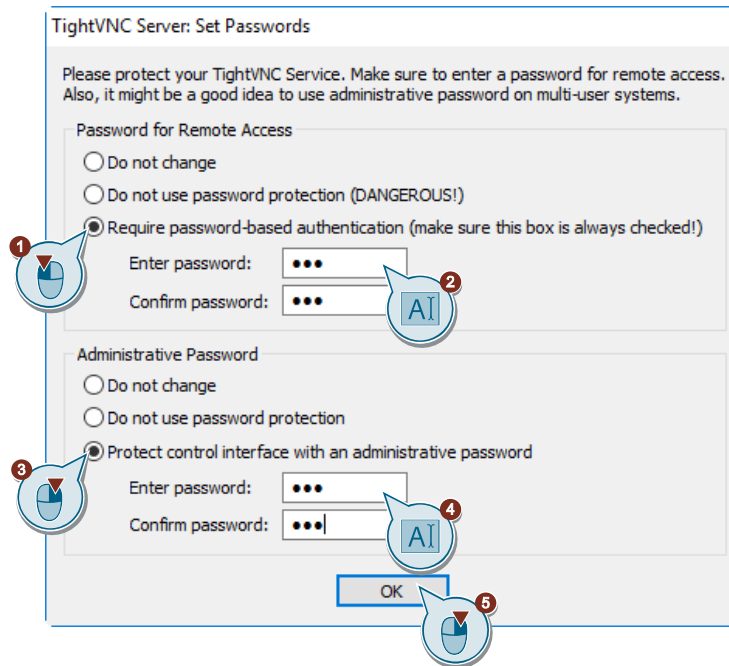 TightVNC Server: Set Passwords
Please protect your TightVNC Service. Make sure to enter a password for remote access.
Also, it might be a good idea to use administrative password on multi-user systems.
Password for Remote Access
Do not change
Do not use password protection (DANGEROUS!)
Require password-based authentication (make sure this box is always checked!)
1
Enter password: ●●●
2
Confirm password: ●●●
A
Administrative Password
Do not change
Do not use password protection
Protect control interface with an administrative password
3
Enter password: ●●●
4
Confirm password: ●●●
A
OK
5